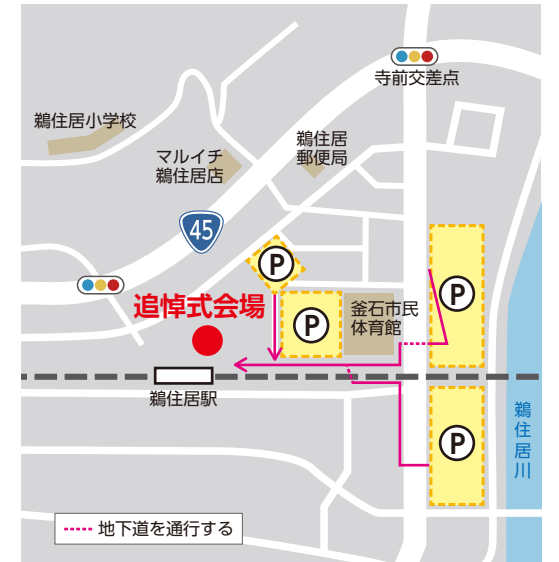 寺前交差点
鵜住居小学校
鵜住居
郵便局
マルイチ
鵜住居店
45
P
追悼式会場
P
P
釜石市民
体育館
鵜住居駅
鵜住居川
P
地下道を通行する